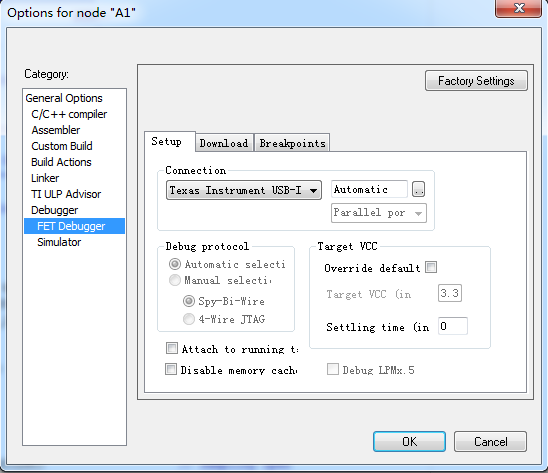 Options for node "A1"
Category:
General Options
C/C++ compiler
Assembler
Custom Build
Build Actions
Linker
TI ULP Advisor
Debugger
FET Debugger
Simulator
Factory Settings
Setup Download Breakpoints
Connection
Texas Instrument USB-I Automatic ..
Parallel por
Debug protocol
Automatic selecti
Manual selectio
Spy-Bi-Wire
4-Wire JTAG
Target VCC
Override default
Target VCC (in 3.3
Settling time (in 0
Attach to running t
Disable memory cache
Debug LPMx.5
OK Cancel